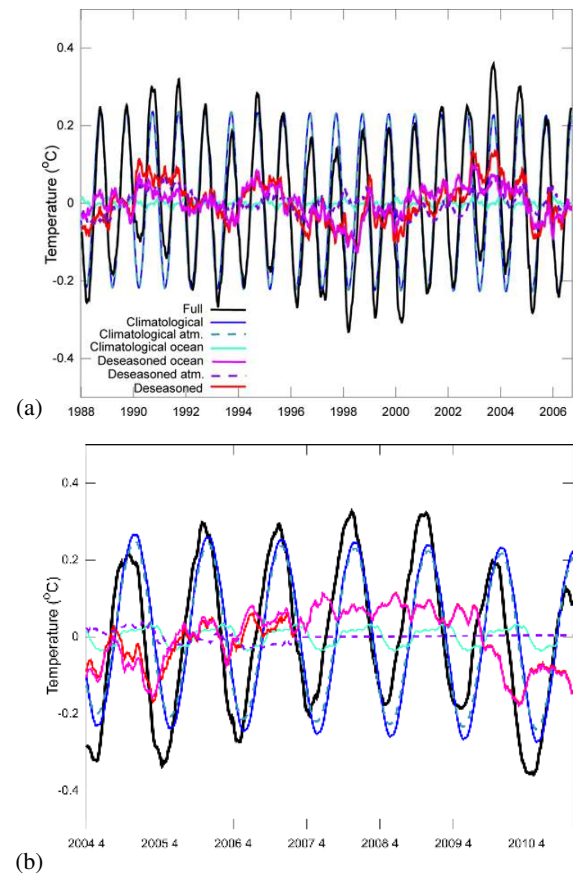 0.4
0.2
0
-0.2
-0.4
Temperature (°C)
Full
Climatological
Climatological atm.
Climatological ocean
Deseasoned ocean
Deseasoned atm.
Deseasoned
(a)
1988 1990 1992 1994 1996 1998 2000 2002 2004 2006
0.4
0.2
0
-0.2
-0.4
Temperature (°C)
2004 4 2005 4 2006 4 2007 4 2008 4 2009 4 2010 4
(b)